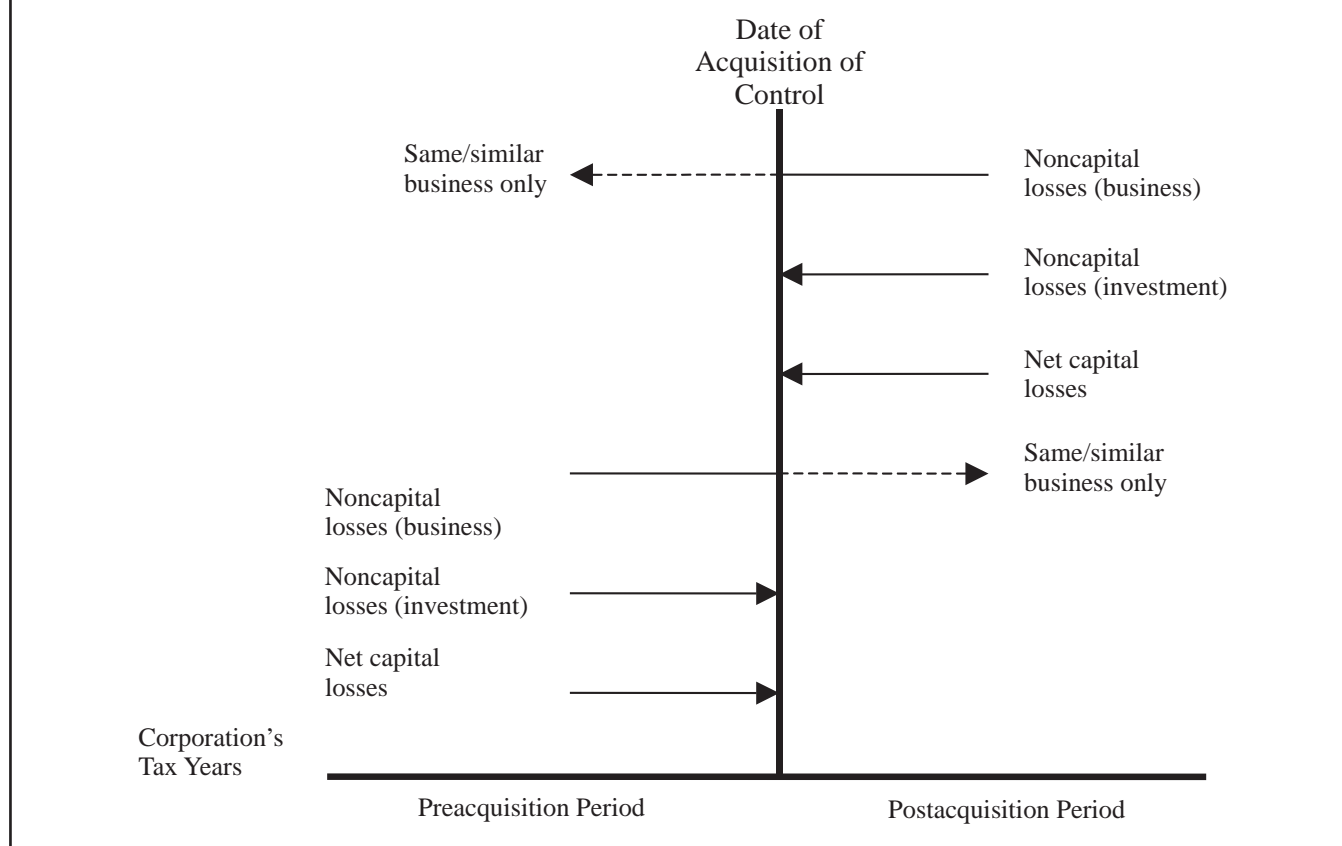 Date of
Acquisition of
Control
Same/similar
business only
Noncapital
losses (business)
Noncapital
losses (investment)
Net capital
losses
Same/similar
business only
Noncapital
losses (business)
Noncapital
losses (investment)
Net capital
losses
Corporation’s
Tax Years
Preacquisition Period
Postacquisition Period